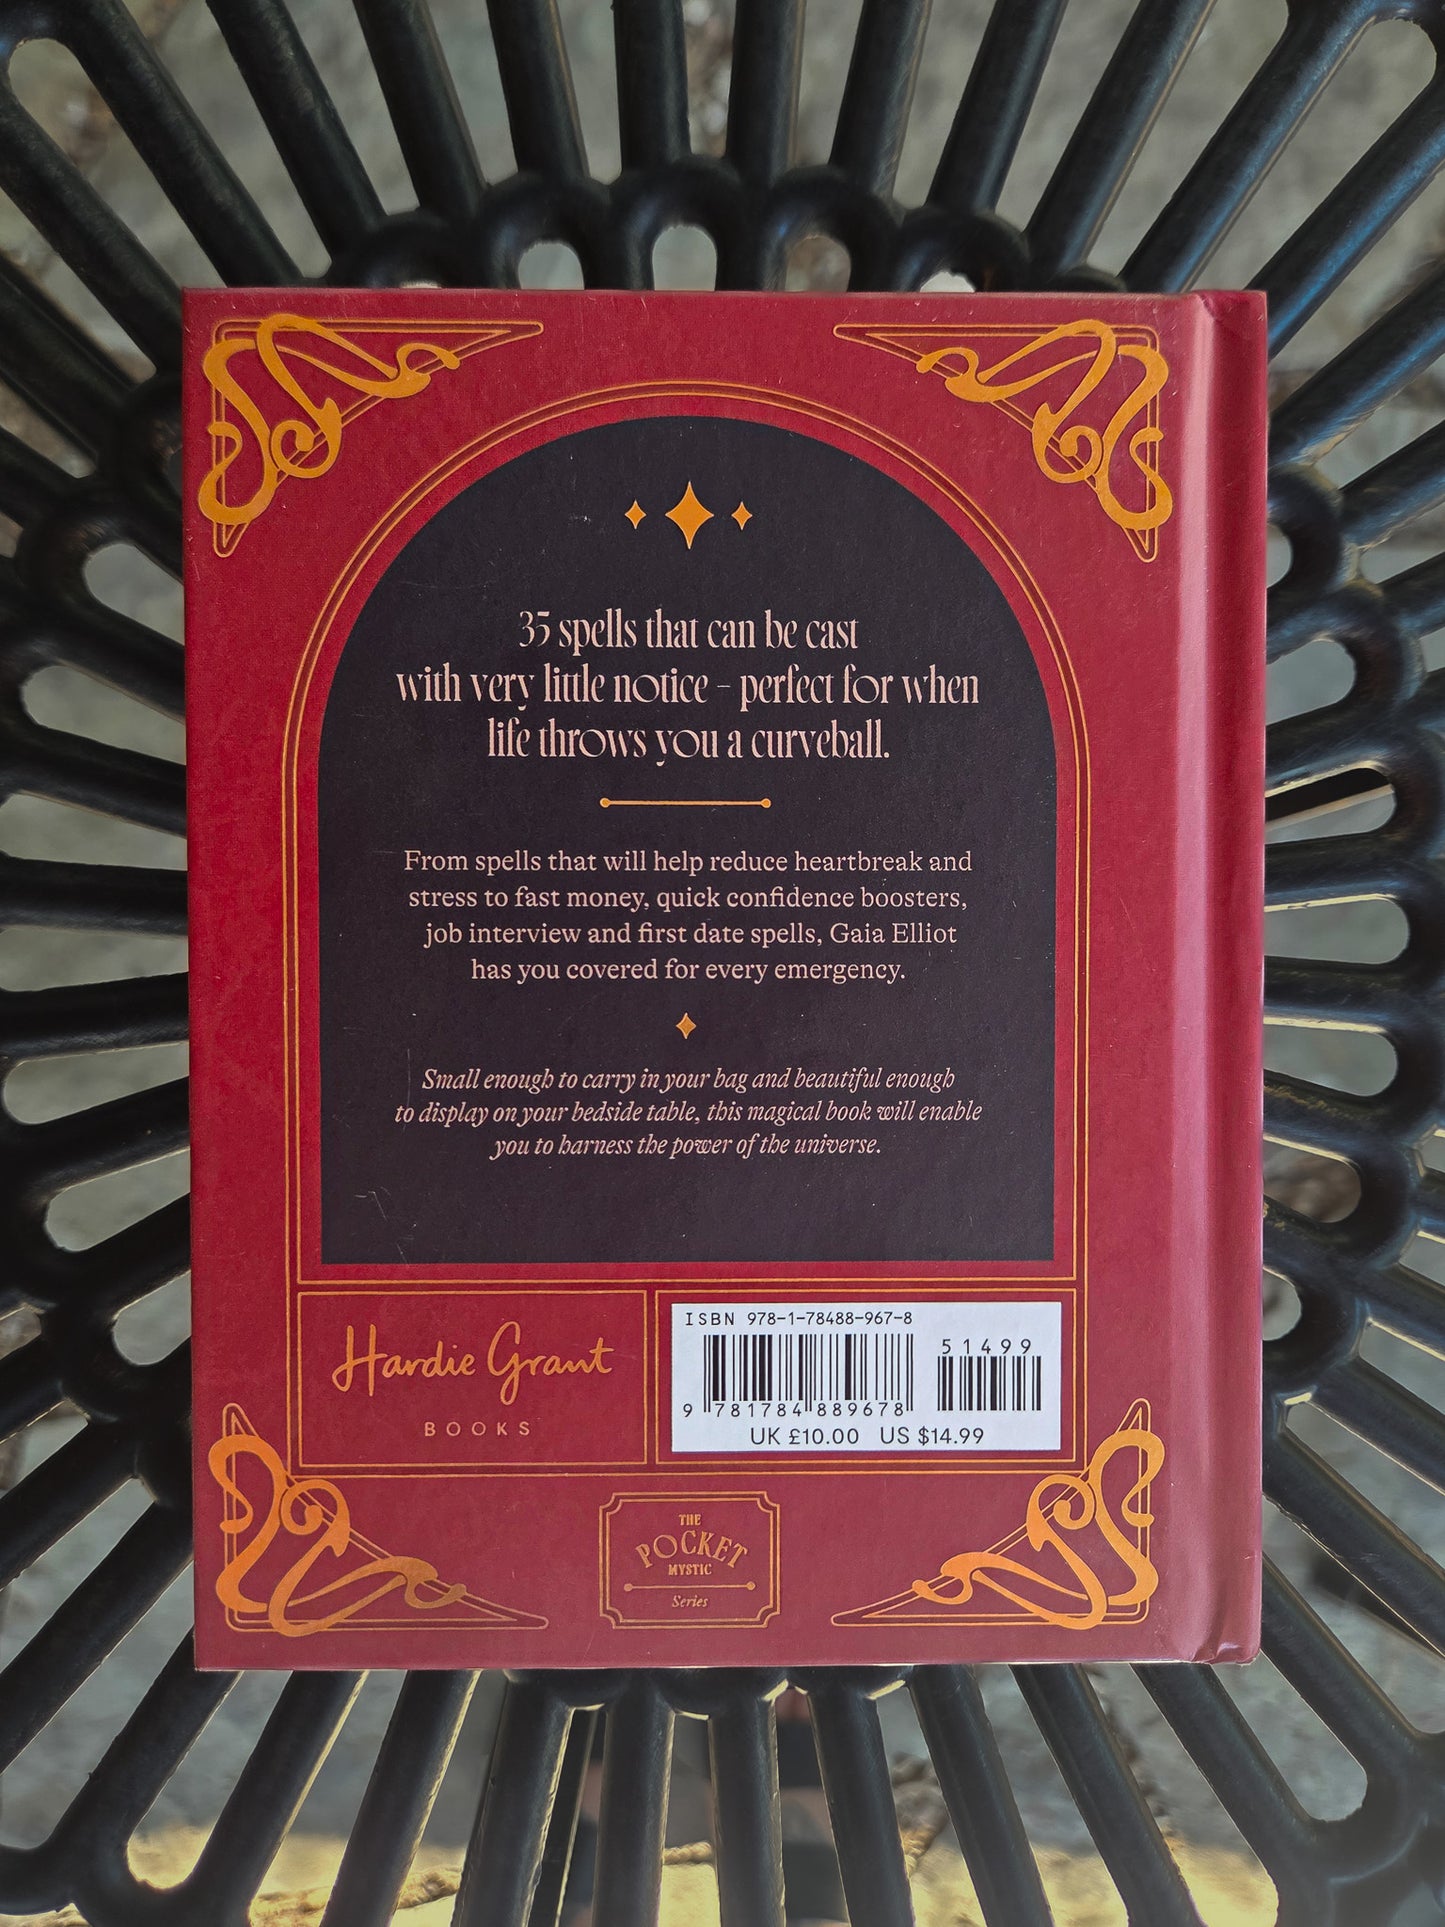 35 spells that can be cast
with very little notice – perfect for when
life throws you a curveball.
From spells that will help reduce heartbreak and
stress to fast money, quick confidence boosters,
job interview and first date spells, Gaia Elliot
has you covered for every emergency.
Small enough to carry in your bag and beautiful enough
to display on your bedside table, this magical book will enable
you to harness the power of the universe.
Hardie Grant
BOOKS
ISBN 978-1-78488-967-8
51499
9 781784 889678
UK £10.00 US $14.99
THE
POCKET
MYSTIC
Series